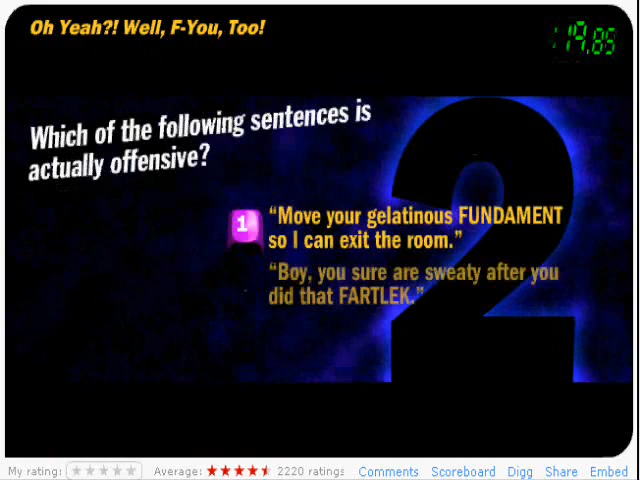 Oh Yeah?! Well, F-You, Too!
:19.85
Which of the following sentences is
actually offensive?
2
1
“Move your gelatinous FUNDAMENT
so I can exit the room.”
“Boy, you sure are sweaty after you
did that FARTLEK.”
My rating: Average: 2220 ratings Comments Scoreboard Digg Share Embed